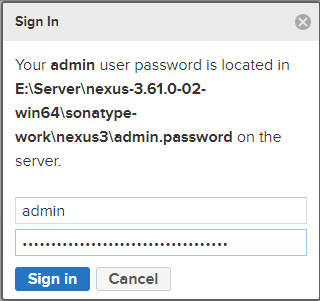 Sign In
Your admin user password is located in
E:\Server\nexus-3.61.0-02-
win64\sonatype-
work\nexus3\admin.password on the
server.
admin
••••••••••••••••••••••••••••••••••••
Sign in Cancel